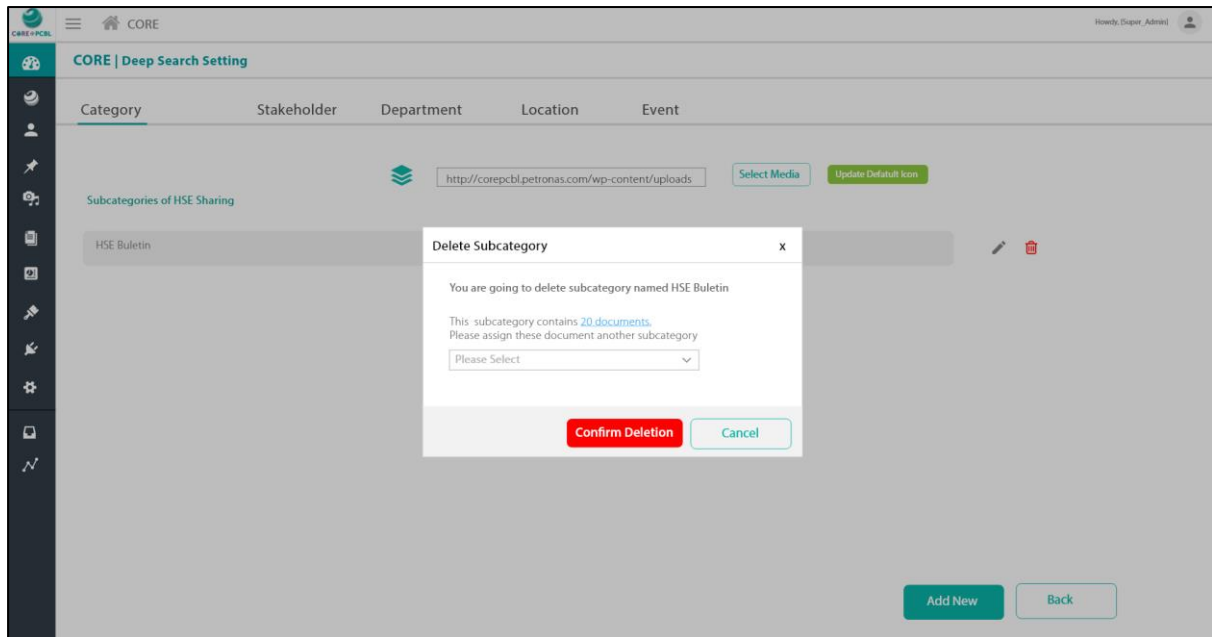 CORE
Howdy, [Super_Admin]
CORE PCBL
CORE | Deep Search Setting
Category Stakeholder Department Location Event
http://corepcbl.petronas.com/wp-content/uploads Select Media Update Defatult Icon
Subcategories of HSE Sharing
HSE Buletin
Delete Subcategory x
You are going to delete subcategory named HSE Buletin
This subcategory contains 20 documents.
Please assign these document another subcategory
Please Select
Confirm Deletion Cancel
Add New Back